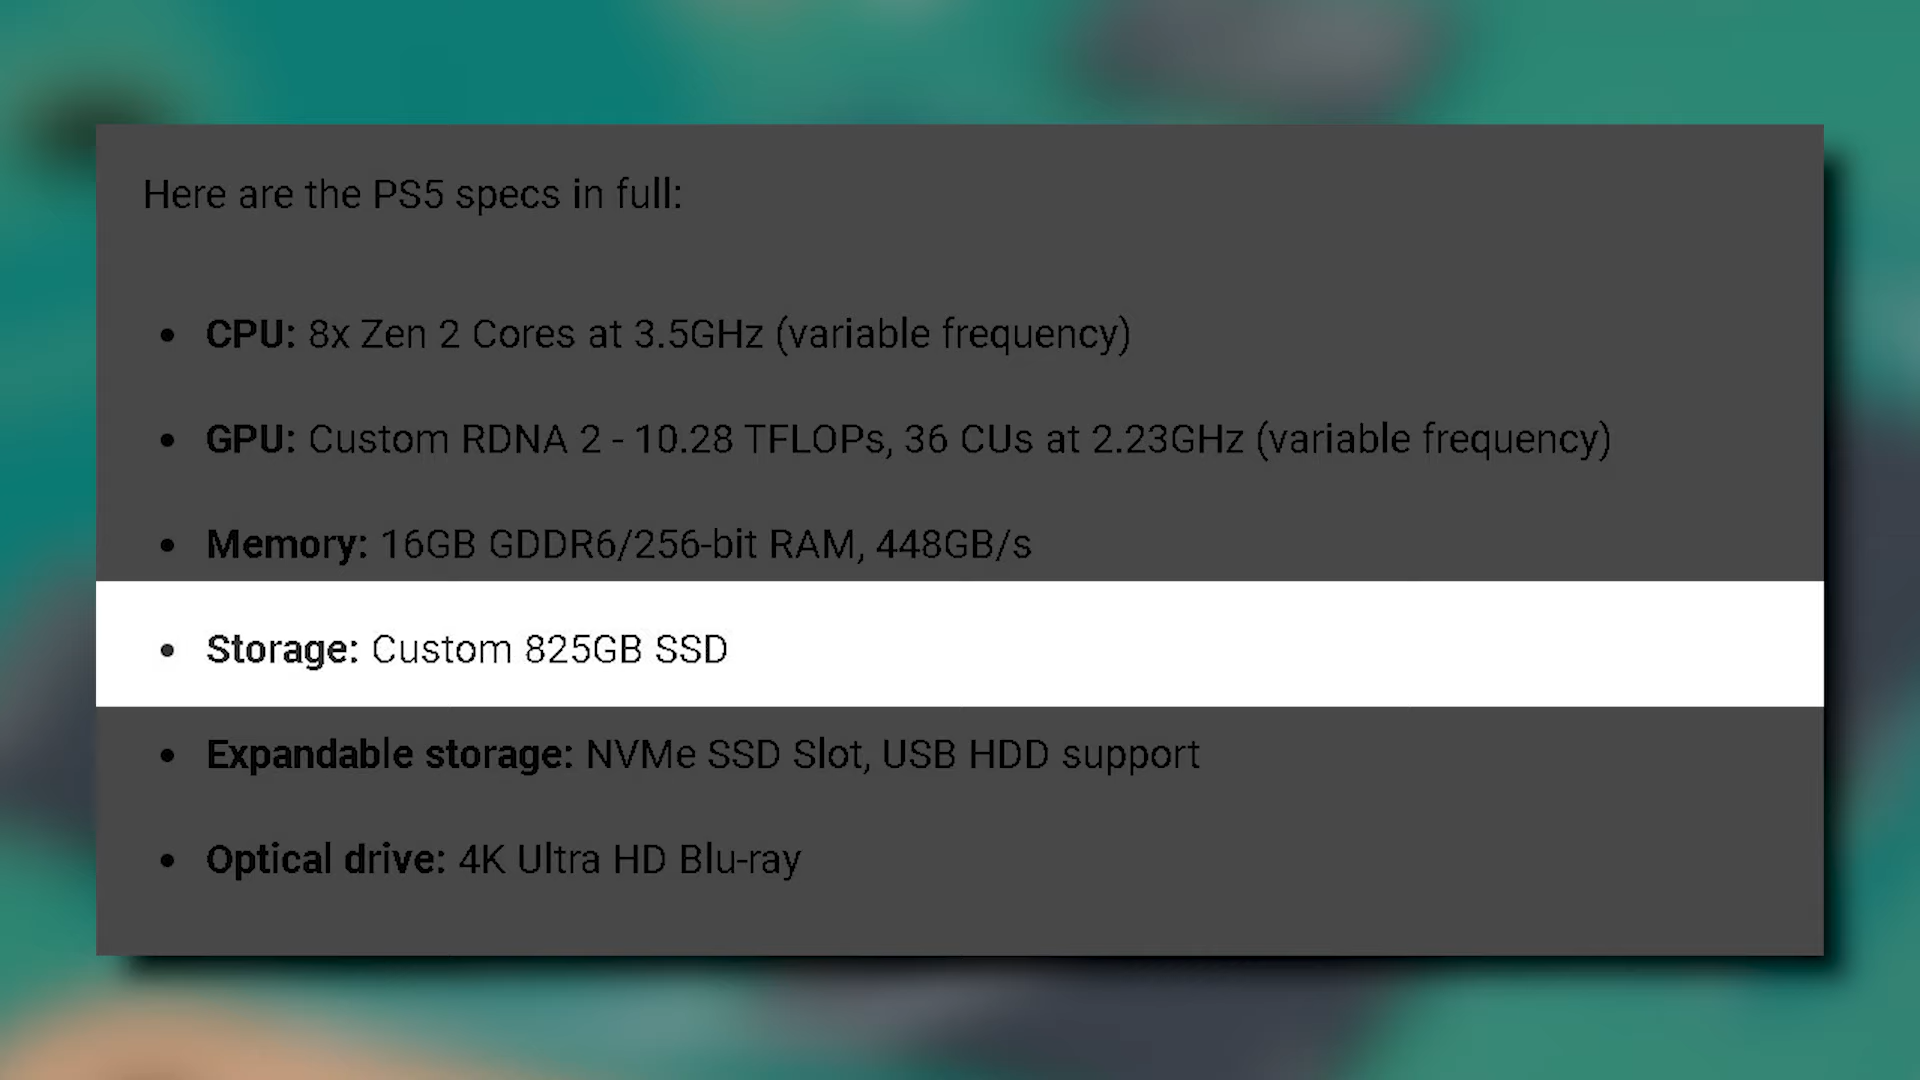 Here are the PS5 specs in full:
• CPU: 8x Zen 2 Cores at 3.5GHz (variable frequency)
• GPU: Custom RDNA 2 - 10.28 TFLOPs, 36 CUs at 2.23GHz (variable frequency)
• Memory: 16GB GDDR6/256-bit RAM, 448GB/s
• Storage: Custom 825GB SSD
• Expandable storage: NVMe SSD Slot, USB HDD support
• Optical drive: 4K Ultra HD Blu-ray